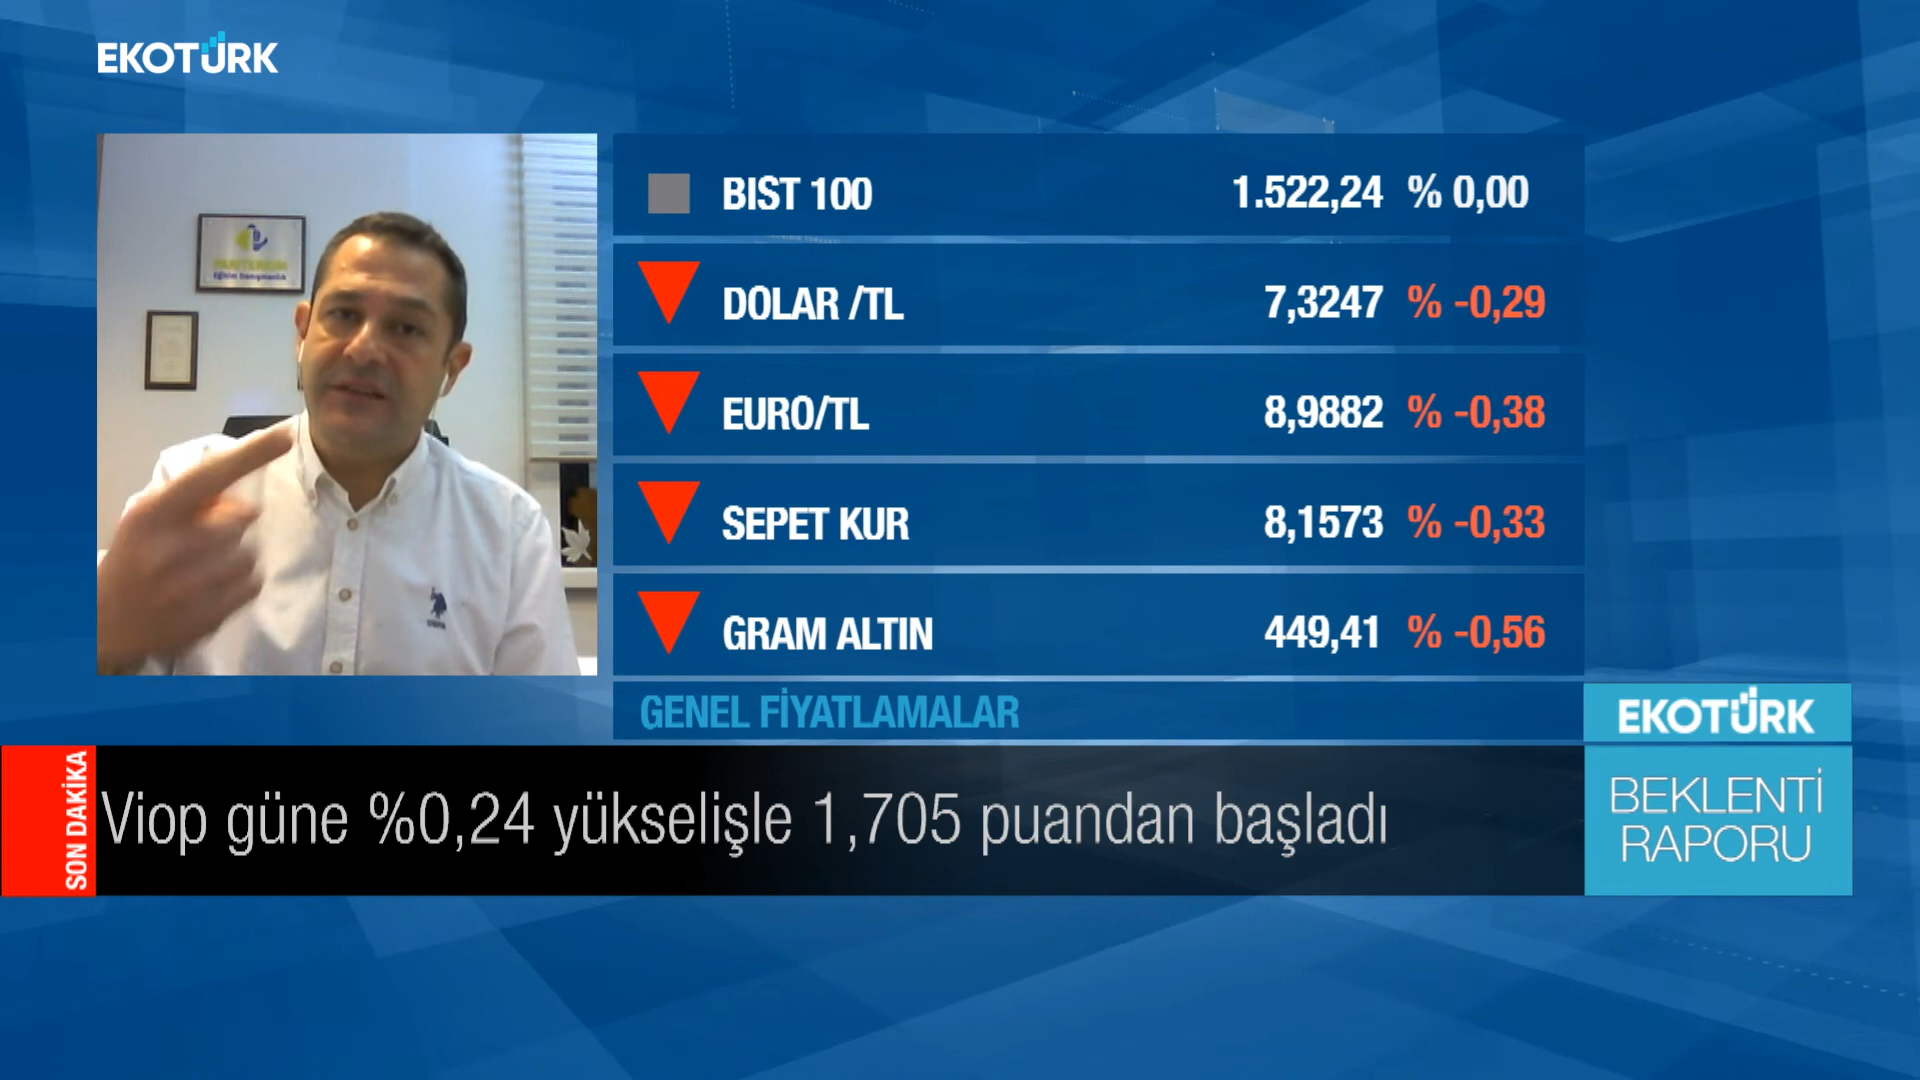 EKOTÜRK
Eğitim Danışmanlık
BIST 100 1.522,24 % 0,00
DOLAR /TL 7,3247 % -0,29
EURO/TL 8,9882 % -0,38
SEPET KUR 8,1573 % -0,33
GRAM ALTIN 449,41 % -0,56
GENEL FİYATLAMALAR
EKOTÜRK
SON DAKİKA
Viop güne %0,24 yükselişle 1,705 puandan başladı
BEKLENTİ
RAPORU